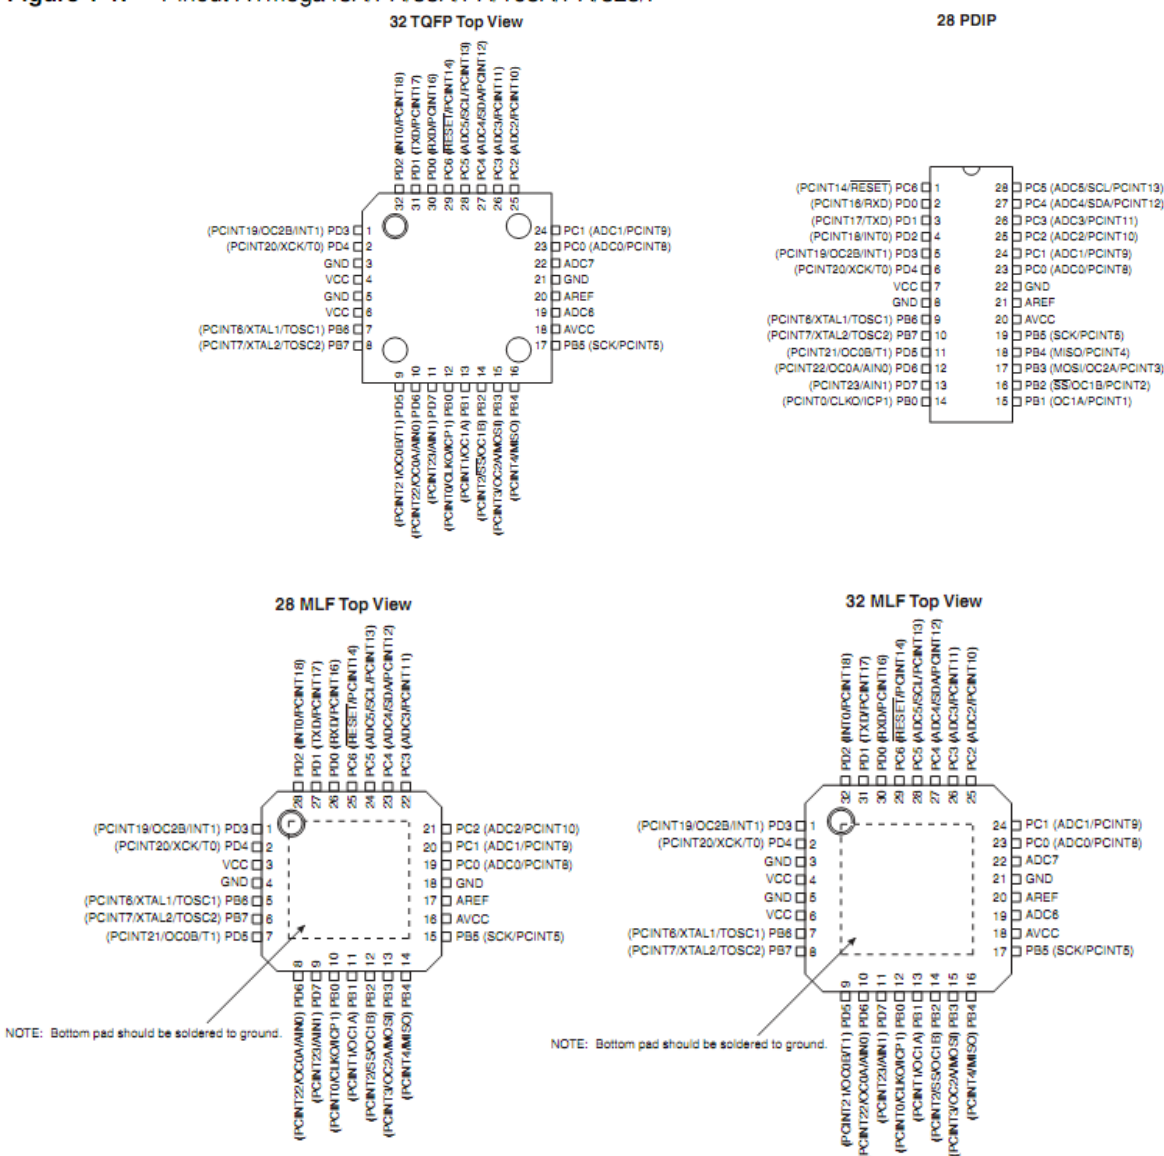 32 TQFP Top View
PD2 (INT0/PCINT18)
PD1 (TXD/PCINT17)
PD0 (RXD/PCINT16)
PC6 (RESET/PCINT14)
PC5 (ADC5/SCL/PCINT13)
PC4 (ADC4/SDA/PCINT12)
PC3 (ADC3/PCINT11)
PC2 (ADC2/PCINT10)
32 31 30 29 28 27 26 25
(PCINT19/OC2B/INT1) PD3 1
(PCINT20/XCK/T0) PD4 2
GND 3
VCC 4
GND 5
VCC 6
(PCINT6/XTAL1/TOSC1) PB6 7
(PCINT7/XTAL2/TOSC2) PB7 8
24 PC1 (ADC1/PCINT9)
23 PC0 (ADC0/PCINT8)
22 ADC7
21 GND
20 AREF
19 ADC6
18 AVCC
17 PB5 (SCK/PCINT5)
9 10 11 12 13 14 15 16
(PCINT21/OC0B/T1) PD5
(PCINT22/OC0A/AIN0) PD6
(PCINT23/AIN1) PD7
(PCINT0/CLKO/ICP1) PB0
(PCINT1/OC1A) PB1
(PCINT2/SS/OC1B) PB2
(PCINT3/OC2A/MOSI) PB3
(PCINT4/MISO) PB4
28 PDIP
(PCINT14/RESET) PC6 1
(PCINT16/RXD) PD0 2
(PCINT17/TXD) PD1 3
(PCINT18/INT0) PD2 4
(PCINT19/OC2B/INT1) PD3 5
(PCINT20/XCK/T0) PD4 6
VCC 7
GND 8
(PCINT6/XTAL1/TOSC1) PB6 9
(PCINT7/XTAL2/TOSC2) PB7 10
(PCINT21/OC0B/T1) PD5 11
(PCINT22/OC0A/AIN0) PD6 12
(PCINT23/AIN1) PD7 13
(PCINT0/CLKO/ICP1) PB0 14
28 PC5 (ADC5/SCL/PCINT13)
27 PC4 (ADC4/SDA/PCINT12)
26 PC3 (ADC3/PCINT11)
25 PC2 (ADC2/PCINT10)
24 PC1 (ADC1/PCINT9)
23 PC0 (ADC0/PCINT8)
22 GND
21 AREF
20 AVCC
19 PB5 (SCK/PCINT5)
18 PB4 (MISO/PCINT4)
17 PB3 (MOSI/OC2A/PCINT3)
16 PB2 (SS/OC1B/PCINT2)
15 PB1 (OC1A/PCINT1)
28 MLF Top View
PD2 (INT0/PCINT18)
PD1 (TXD/PCINT17)
PD0 (RXD/PCINT16)
PC6 (RESET/PCINT14)
PC5 (ADC5/SCL/PCINT13)
PC4 (ADC4/SDA/PCINT12)
PC3 (ADC3/PCINT11)
28 27 26 25 24 23 22
(PCINT19/OC2B/INT1) PD3 1
(PCINT20/XCK/T0) PD4 2
VCC 3
GND 4
(PCINT6/XTAL1/TOSC1) PB6 5
(PCINT7/XTAL2/TOSC2) PB7 6
(PCINT21/OC0B/T1) PD5 7
21 PC2 (ADC2/PCINT10)
20 PC1 (ADC1/PCINT9)
19 PC0 (ADC0/PCINT8)
18 GND
17 AREF
16 AVCC
15 PB5 (SCK/PCINT5)
8 9 10 11 12 13 14
(PCINT22/OC0A/AIN0) PD6
(PCINT23/AIN1) PD7
(PCINT0/CLKO/ICP1) PB0
(PCINT1/OC1A) PB1
(PCINT2/SS/OC1B) PB2
(PCINT3/OC2A/MOSI) PB3
(PCINT4/MISO) PB4
NOTE: Bottom pad should be soldered to ground.
32 MLF Top View
PD2 (INT0/PCINT18)
PD1 (TXD/PCINT17)
PD0 (RXD/PCINT16)
PC6 (RESET/PCINT14)
PC5 (ADC5/SCL/PCINT13)
PC4 (ADC4/SDA/PCINT12)
PC3 (ADC3/PCINT11)
PC2 (ADC2/PCINT10)
32 31 30 29 28 27 26 25
(PCINT19/OC2B/INT1) PD3 1
(PCINT20/XCK/T0) PD4 2
GND 3
VCC 4
GND 5
VCC 6
(PCINT6/XTAL1/TOSC1) PB6 7
(PCINT7/XTAL2/TOSC2) PB7 8
24 PC1 (ADC1/PCINT9)
23 PC0 (ADC0/PCINT8)
22 ADC7
21 GND
20 AREF
19 ADC6
18 AVCC
17 PB5 (SCK/PCINT5)
9 10 11 12 13 14 15 16
(PCINT21/OC0B/T1) PD5
PCINT22/OC0A/AIN0) PD6
(PCINT23/AIN1) PD7
(PCINT0/CLKO/ICP1) PB0
(PCINT1/OC1A) PB1
(PCINT2/SS/OC1B) PB2
PCINT3/OC2A/MOSI) PB3
(PCINT4/MISO) PB4
NOTE: Bottom pad should be soldered to ground.